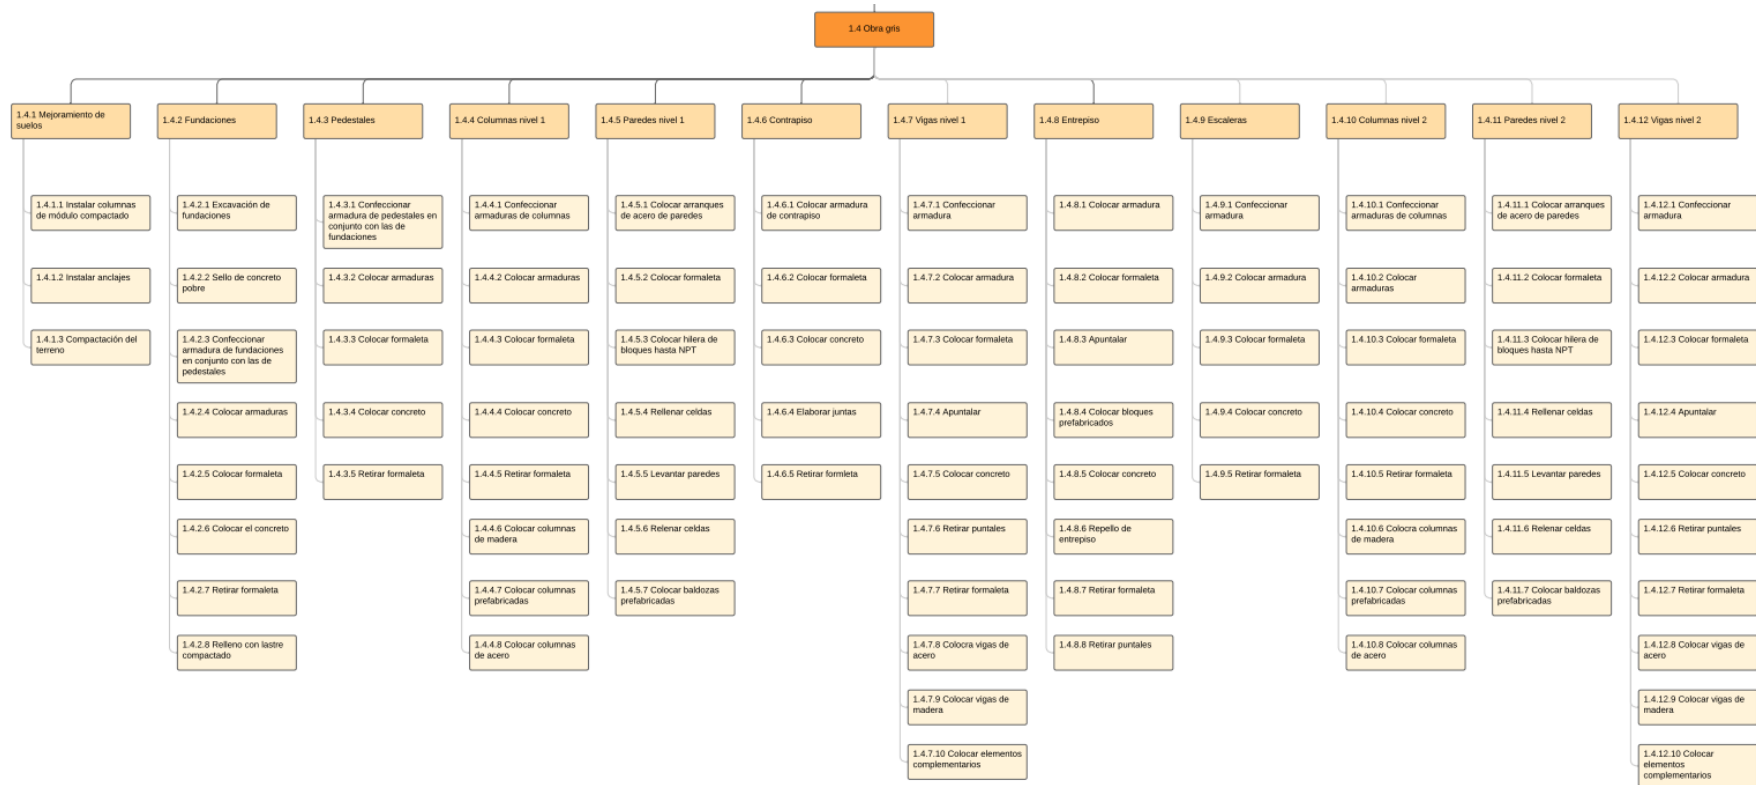 1.4 Obra gris
1.4.1 Mejoramiento de
suelos
1.4.2 Fundaciones
1.4.3 Pedestales
1.4.4 Columnas nivel 1
1.4.5 Paredes nivel 1
1.4.6 Contrapiso
1.4.7 Vigas nivel 1
1.4.8 Entrepiso
1.4.9 Escaleras
1.4.10 Columnas nivel 2
1.4.11 Paredes nivel 2
1.4.12 Vigas nivel 2
1.4.1.1 Instalar columnas
de módulo compactado
1.4.1.2 Instalar anclajes
1.4.1.3 Compactación del
terreno
1.4.2.1 Excavación de
fundaciones
1.4.2.2 Sello de concreto
pobre
1.4.2.3 Confeccionar
armadura de fundaciones
en conjunto con las de
pedestales
1.4.2.4 Colocar armaduras
1.4.2.5 Colocar formaleta
1.4.2.6 Colocar el concreto
1.4.2.7 Retirar formaleta
1.4.2.8 Relleno con lastre
compactado
1.4.3.1 Confeccionar
armadura de pedestales en
conjunto con las de
fundaciones
1.4.3.2 Colocar armaduras
1.4.3.3 Colocar formaleta
1.4.3.4 Colocar concreto
1.4.3.5 Retirar formaleta
1.4.4.1 Confeccionar
armaduras de columnas
1.4.4.2 Colocar armaduras
1.4.4.3 Colocar formaleta
1.4.4.4 Colocar concreto
1.4.4.5 Retirar formaleta
1.4.4.6 Colocar columnas
de madera
1.4.4.7 Colocar columnas
prefabricadas
1.4.4.8 Colocar columnas
de acero
1.4.5.1 Colocar arranques
de acero de paredes
1.4.5.2 Colocar formaleta
1.4.5.3 Colocar hilera de
bloques hasta NPT
1.4.5.4 Rellenar celdas
1.4.5.5 Levantar paredes
1.4.5.6 Relenar celdas
1.4.5.7 Colocar baldozas
prefabricadas
1.4.6.1 Colocar armadura
de contrapiso
1.4.6.2 Colocar formaleta
1.4.6.3 Colocar concreto
1.4.6.4 Elaborar juntas
1.4.6.5 Retirar formleta
1.4.7.1 Confeccionar
armadura
1.4.7.2 Colocar armadura
1.4.7.3 Colocar formaleta
1.4.7.4 Apuntalar
1.4.7.5 Colocar concreto
1.4.7.6 Retirar puntales
1.4.7.7 Retirar formaleta
1.4.7.8 Colocra vigas de
acero
1.4.7.9 Colocar vigas de
madera
1.4.7.10 Colocar elementos
complementarios
1.4.8.1 Colocar armadura
1.4.8.2 Colocar formaleta
1.4.8.3 Apuntalar
1.4.8.4 Colocar bloques
prefabricados
1.4.8.5 Colocar concreto
1.4.8.6 Repello de
entrepiso
1.4.8.7 Retirar formaleta
1.4.8.8 Retirar puntales
1.4.9.1 Confeccionar
armadura
1.4.9.2 Colocar armadura
1.4.9.3 Colocar formaleta
1.4.9.4 Colocar concreto
1.4.9.5 Retirar formaleta
1.4.10.1 Confeccionar
armaduras de columnas
1.4.10.2 Colocar
armaduras
1.4.10.3 Colocar formaleta
1.4.10.4 Colocar concreto
1.4.10.5 Retirar formaleta
1.4.10.6 Colocra columnas
de madera
1.4.10.7 Colocar columnas
prefabricadas
1.4.10.8 Colocar columnas
de acero
1.4.11.1 Colocar arranques
de acero de paredes
1.4.11.2 Colocar formaleta
1.4.11.3 Colocar hilera de
bloques hasta NPT
1.4.11.4 Rellenar celdas
1.4.11.5 Levantar paredes
1.4.11.6 Relenar celdas
1.4.11.7 Colocar baldozas
prefabricadas
1.4.12.1 Confeccionar
armadura
1.4.12.2 Colocar armadura
1.4.12.3 Colocar formaleta
1.4.12.4 Apuntalar
1.4.12.5 Colocar concreto
1.4.12.6 Retirar puntales
1.4.12.7 Retirar formaleta
1.4.12.8 Colocar vigas de
acero
1.4.12.9 Colocar vigas de
madera
1.4.12.10 Colocar
elementos
complementarios